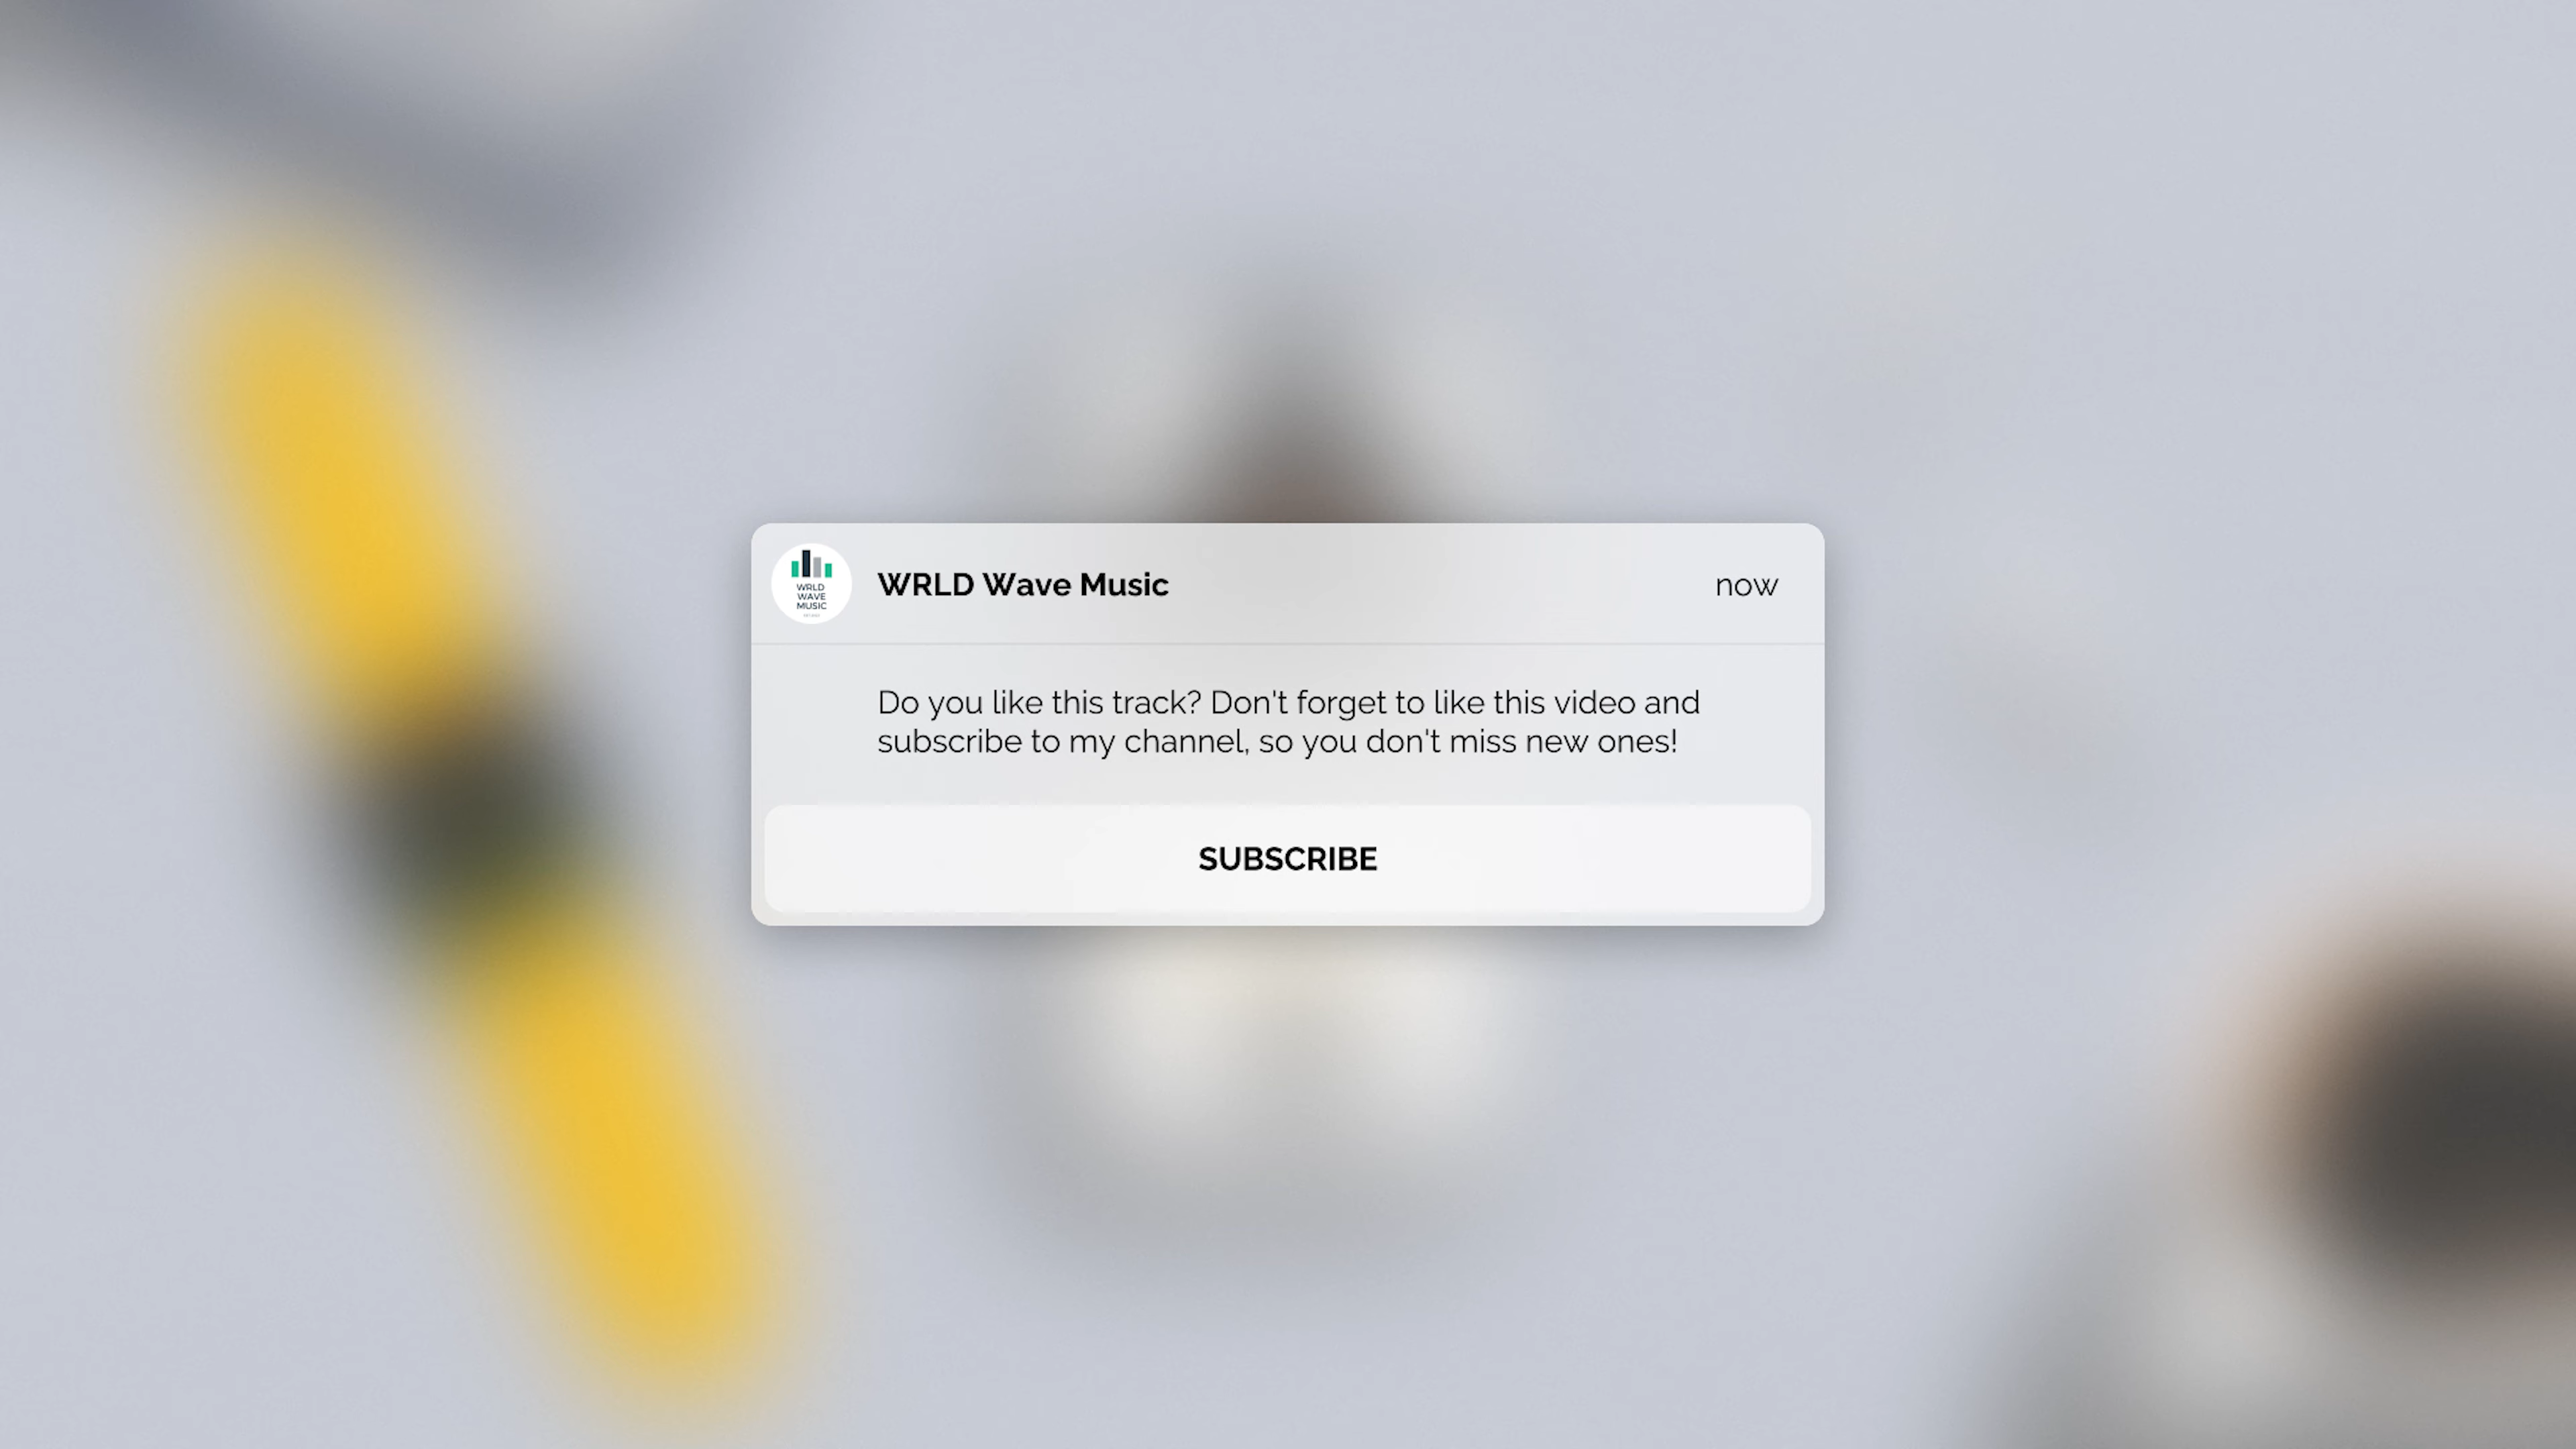 WRLD
WAVE
MUSIC
WRLD Wave Music
now
Do you like this track? Don't forget to like this video and
subscribe to my channel, so you don't miss new ones!
SUBSCRIBE